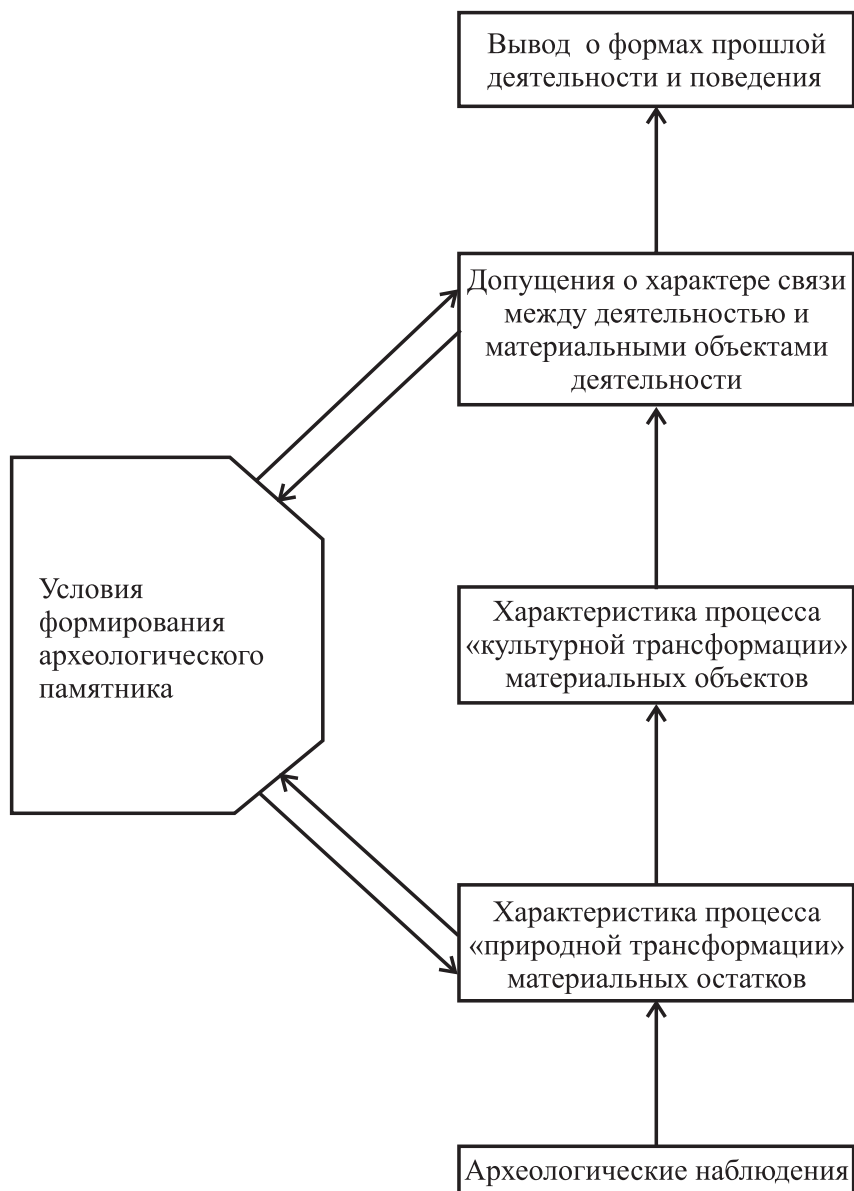 Вывод о формах прошлой
деятельности и поведения
Допущения о характере связи
между деятельностью и
материальными объектами
деятельности
Условия
формирования
археологического
памятника
Характеристика процесса
«культурной трансформации»
материальных объектов
Характеристика процесса
«природной трансформации»
материальных остатков
Археологические наблюдения